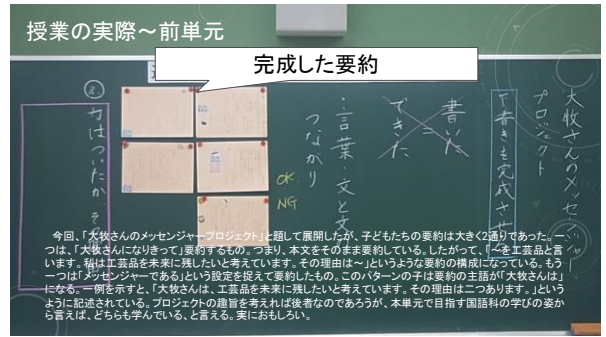 授業の実際～前単元
完成した要約
大牧さんのメッセンジャー
プロジェクト
下書きを完成させ
書いた
＝
できた
・言葉・文と文
つながり
OK
NG
力はついたか、そ
今回、「大牧さんのメッセンジャープロジェクト」と題して展開したが、子どもたちの要約は大きく2通りであった。一
つは、「大牧さんになりきって」要約するもの。つまり、本文をそのまま要約している。したがって、「～を工芸品と言
います。私は工芸品を未来に残したいと考えています。その理由は～」というような要約の構成になっている。もう
一つは「メッセンジャーである」という設定を捉えて要約したもの。このパターンの子は要約の主語が「大牧さんは」
になる。一例を示すと、「大牧さんは、工芸品を未来に残したいと考えています。その理由は二つあります。」という
ように記述されている。プロジェクトの趣旨を考えれば後者なのであろうが、本単元で目指す国語科の学びの姿か
ら言えば、どちらも学んでいる、と言える。実におもしろい。